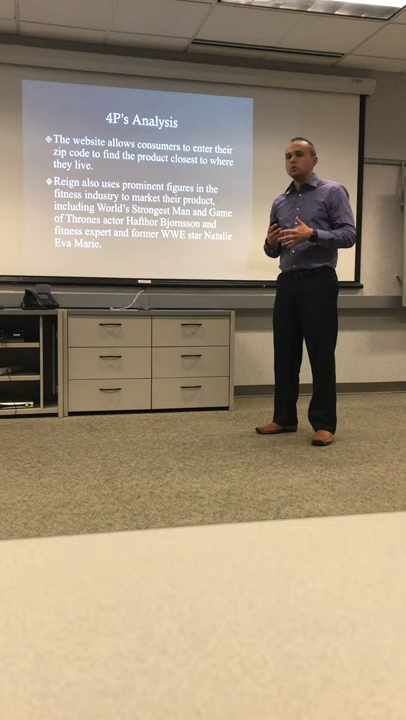 4P's Analysis
The website allows consumers to enter their
zip code to find the product closest to where
they live.
Reign also uses prominent figures in the
fitness industry to market their product,
including World's Strongest Man and Game
of Thrones actor Hafthor Bjornsson and
fitness expert and former WWE star Natalie
Eva Marie.